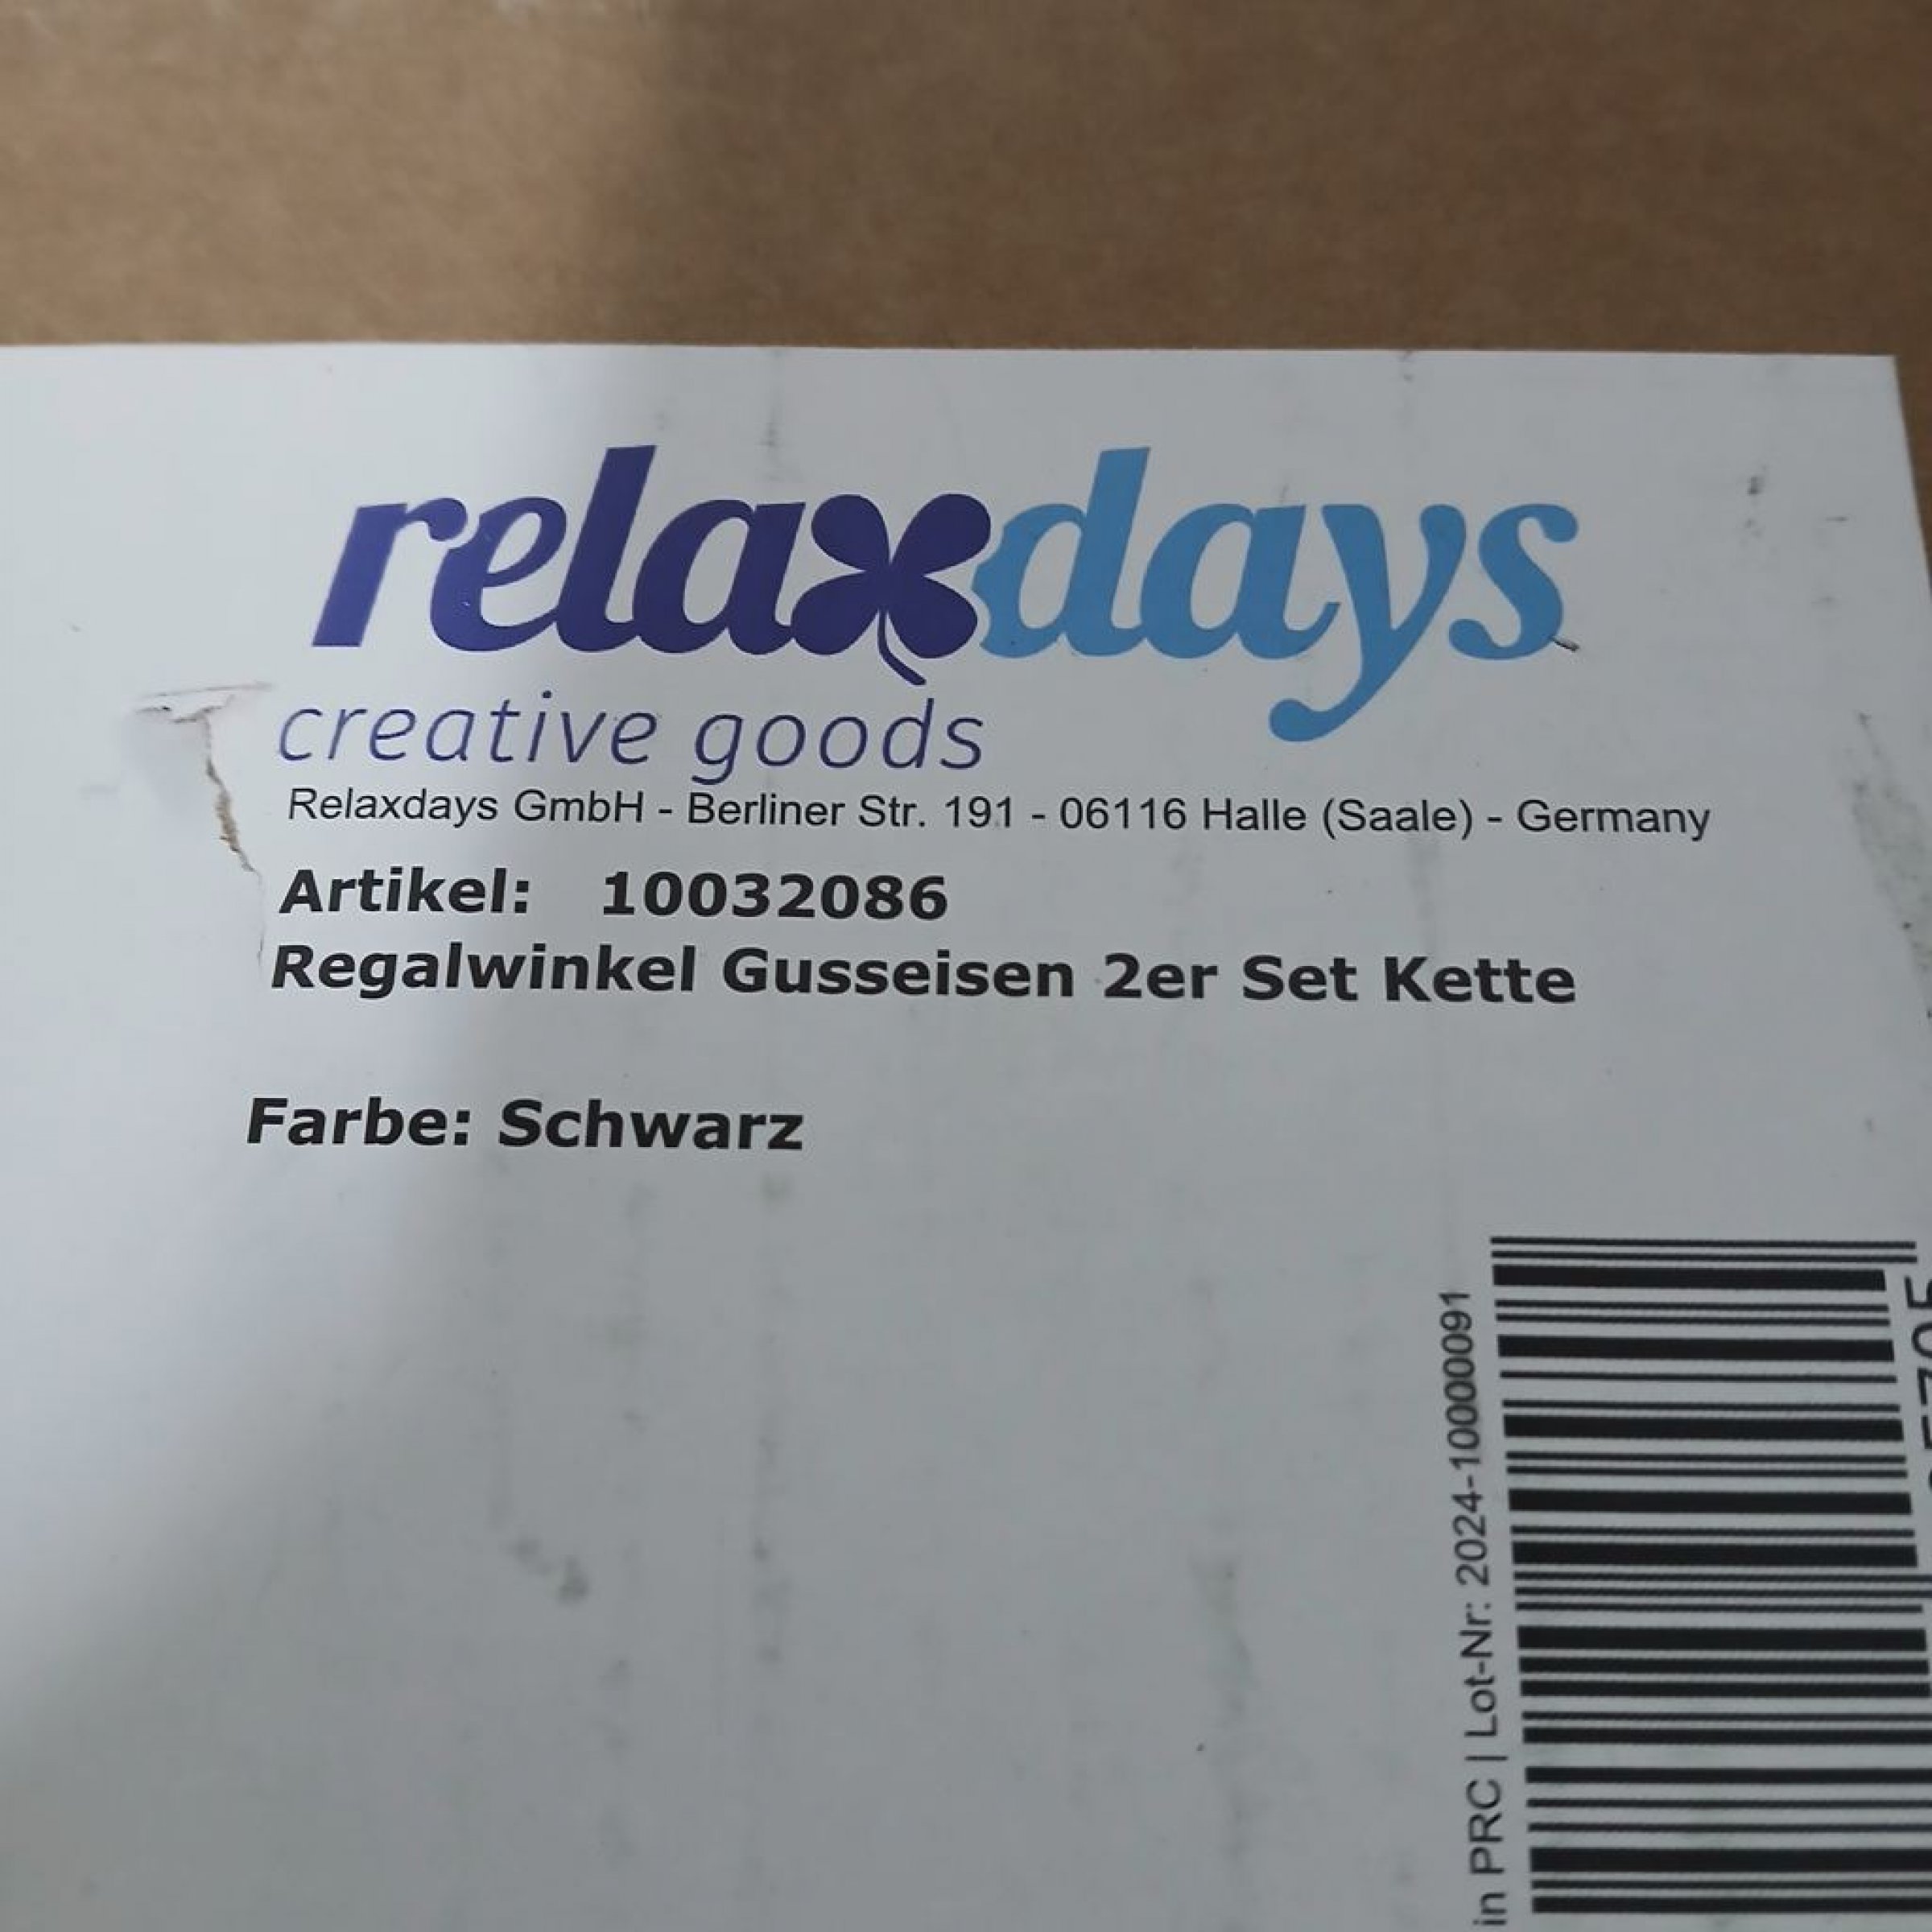 relaxdays
creative goods
Relaxdays GmbH - Berliner Str. 191 - 06116 Halle (Saale) - Germany
Artikel: 10032086
Regalwinkel Gusseisen 2er Set Kette
Farbe: Schwarz
in PRC | Lot-Nr: 2024-10000091